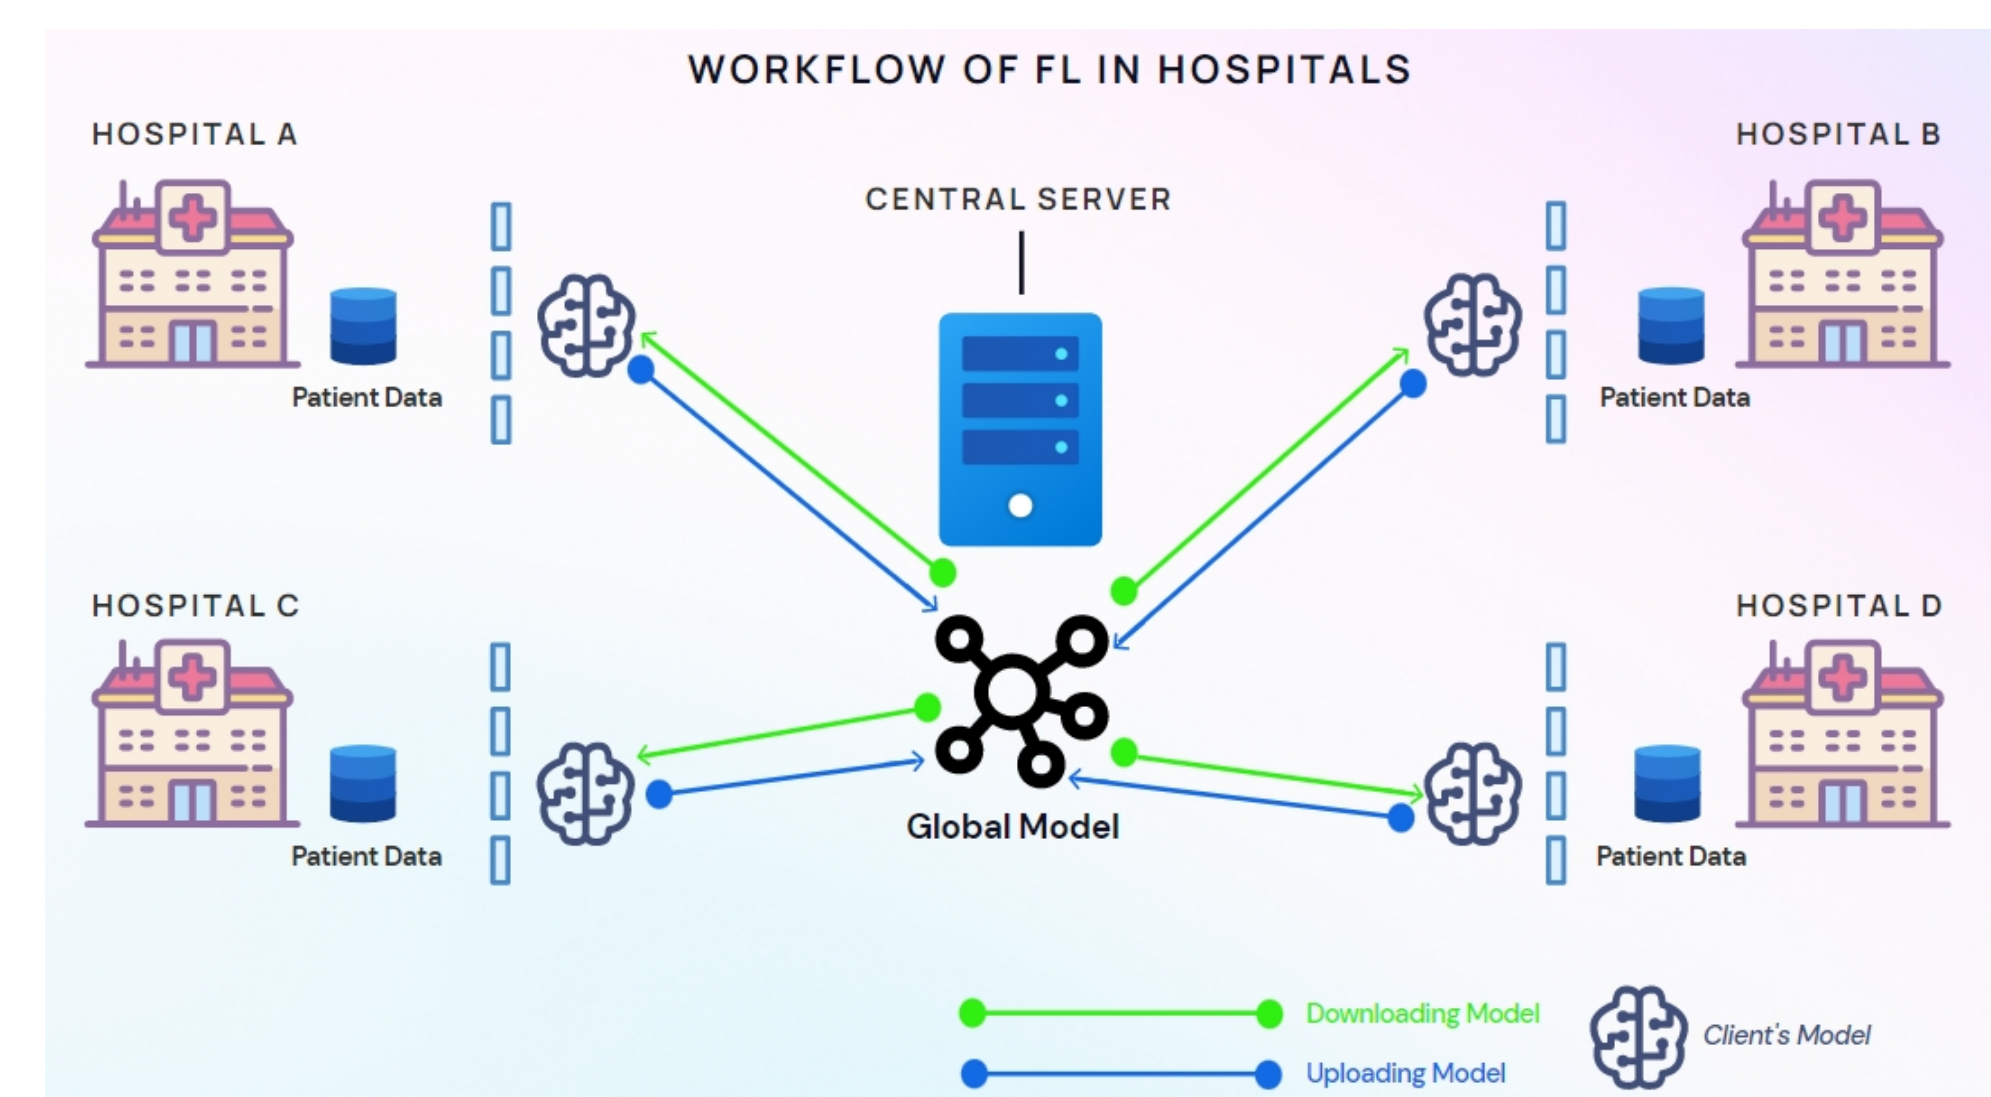 WORKFLOW OF FL IN HOSPITALS
HOSPITAL A
HOSPITAL B
CENTRAL SERVER
Patient Data
Patient Data
HOSPITAL C
HOSPITAL D
Global Model
Patient Data
Patient Data
Downloading Model
Client's Model
Uploading Model